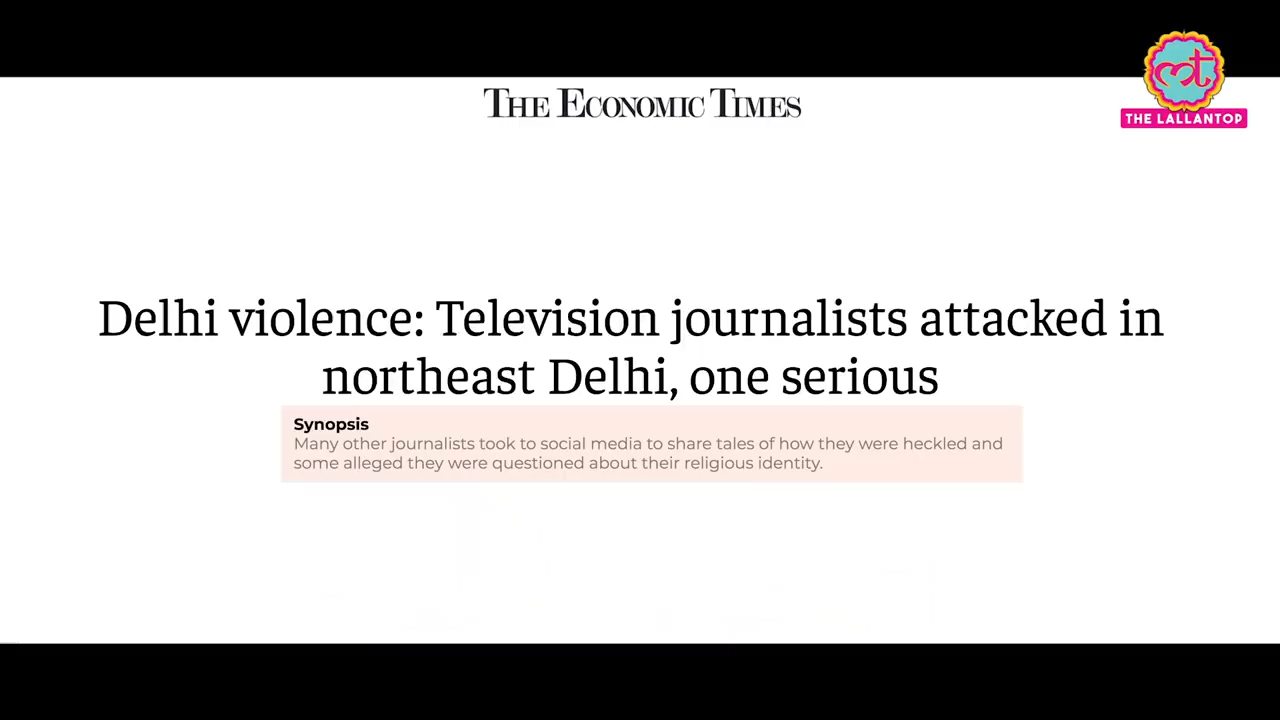 THE ECONOMIC TIMES
THE LALLANTOP
Delhi violence: Television journalists attacked in
northeast Delhi, one serious
Synopsis
Many other journalists took to social media to share tales of how they were heckled and
some alleged they were questioned about their religious identity.